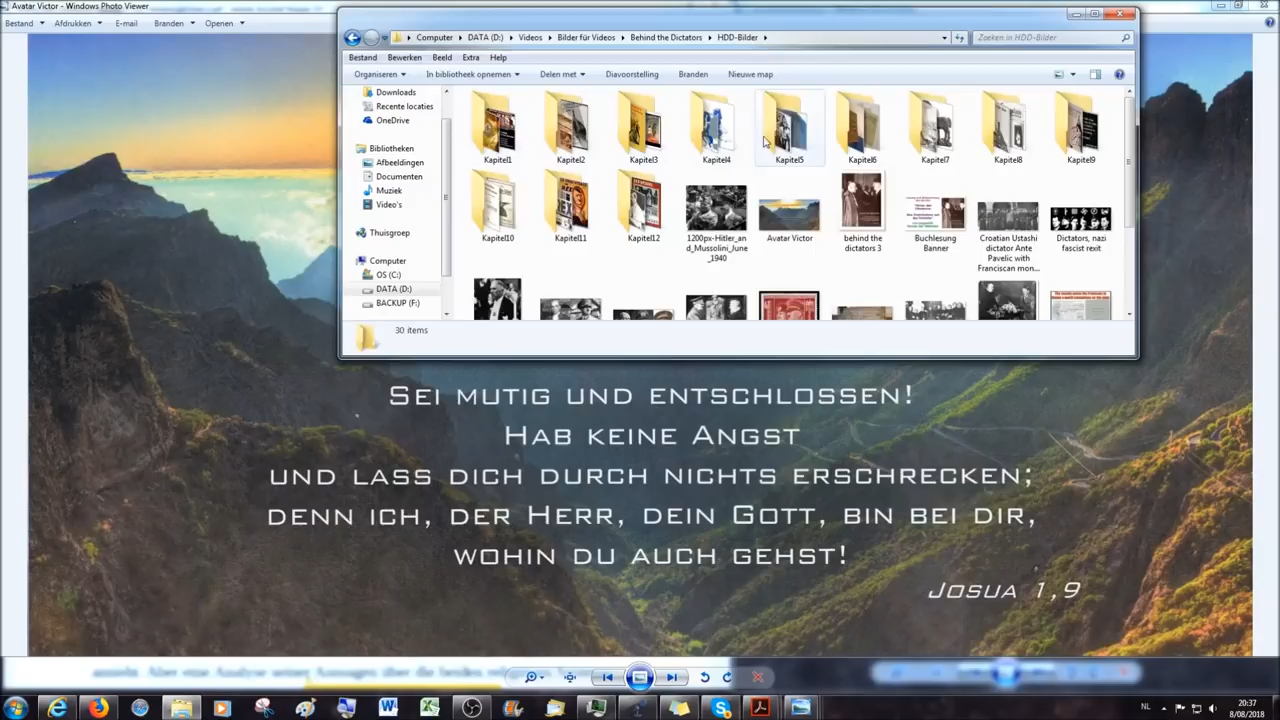 Avatar Victor - Windows Photo Viewer
Bestand Afdrukken E-mail Branden Openen
Computer DATA (D:) Videos Bilder für Videos Behind the Dictators HDD-Bilder Zoeken in HDD-Bilder
Bestand Bewerken Beeld Extra Help
Organiseren In bibliotheek opnemen Delen met Diavoorstelling Branden Nieuwe map
Downloads
Recente locaties
OneDrive
Bibliotheken
Afbeeldingen
Documenten
Muziek
Video's
Thuisgroep
Computer
OS (C:)
DATA (D:)
BACKUP (F:)
Kapitel1 Kapitel2 Kapitel3 Kapitel4 Kapitel5 Kapitel6 Kapitel7 Kapitel8 Kapitel9
Kapitel10 Kapitel11 Kapitel12
1200px-Hitler_an
d_Mussolini_June
_1940
Avatar Victor
behind the
dictators 3
Buchlesung
Banner
Croatian Ustashi
dictator Ante
Pavelic with
Franciscan mon...
Dictators, nazi
fascist rexit
30 items
Sei mutig und entschlossen!
Hab keine Angst
und lass dich durch nichts erschrecken;
denn ich, der Herr, dein Gott, bin bei dir,
wohin du auch gehst!
Josua 1,9
NL
20:37
8/08/2018